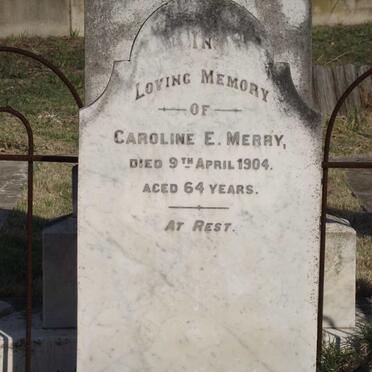 IN
LOVING MEMORY
OF
CAROLINE E. MERRY,
DIED 9TH APRIL 1904.
AGED 64 YEARS.
AT REST.